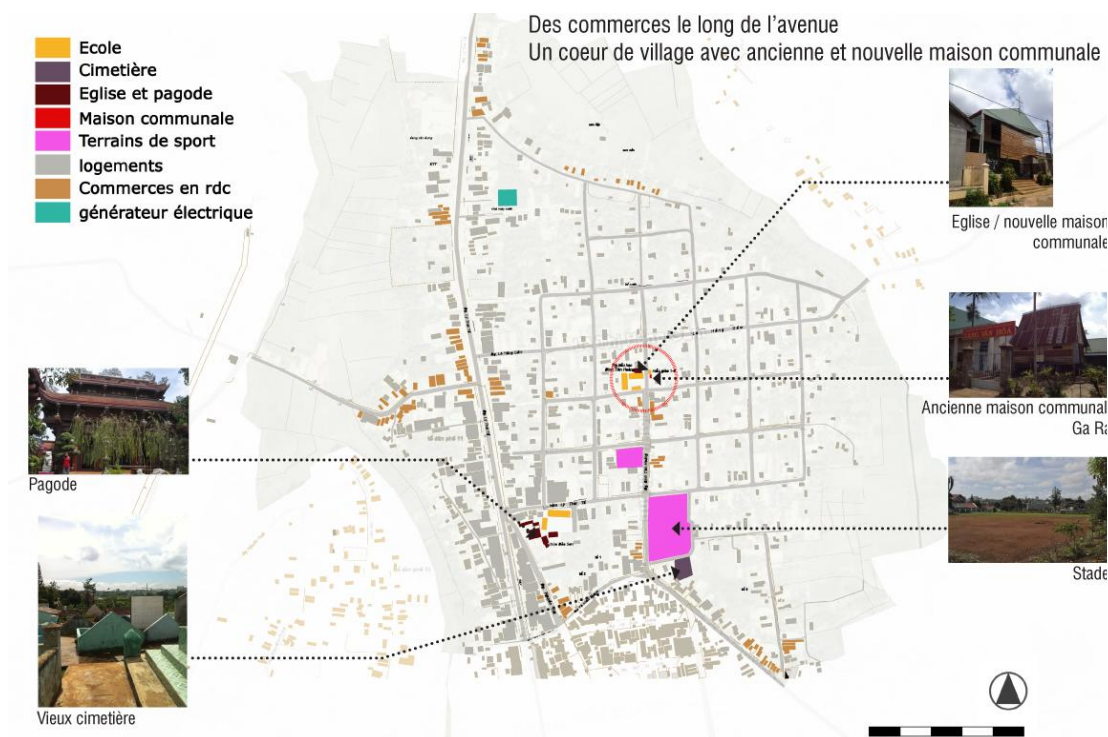 Des commerces le long de l'avenue
Un coeur de village avec ancienne et nouvelle maison communale
Ecole
Cimetière
Eglise et pagode
Maison communale
Terrains de sport
logements
Commerces en rdc
générateur électrique
Eglise / nouvelle maison
communale
Ancienne maison communal
Ga Ra
Stade
Pagode
Vieux cimetière